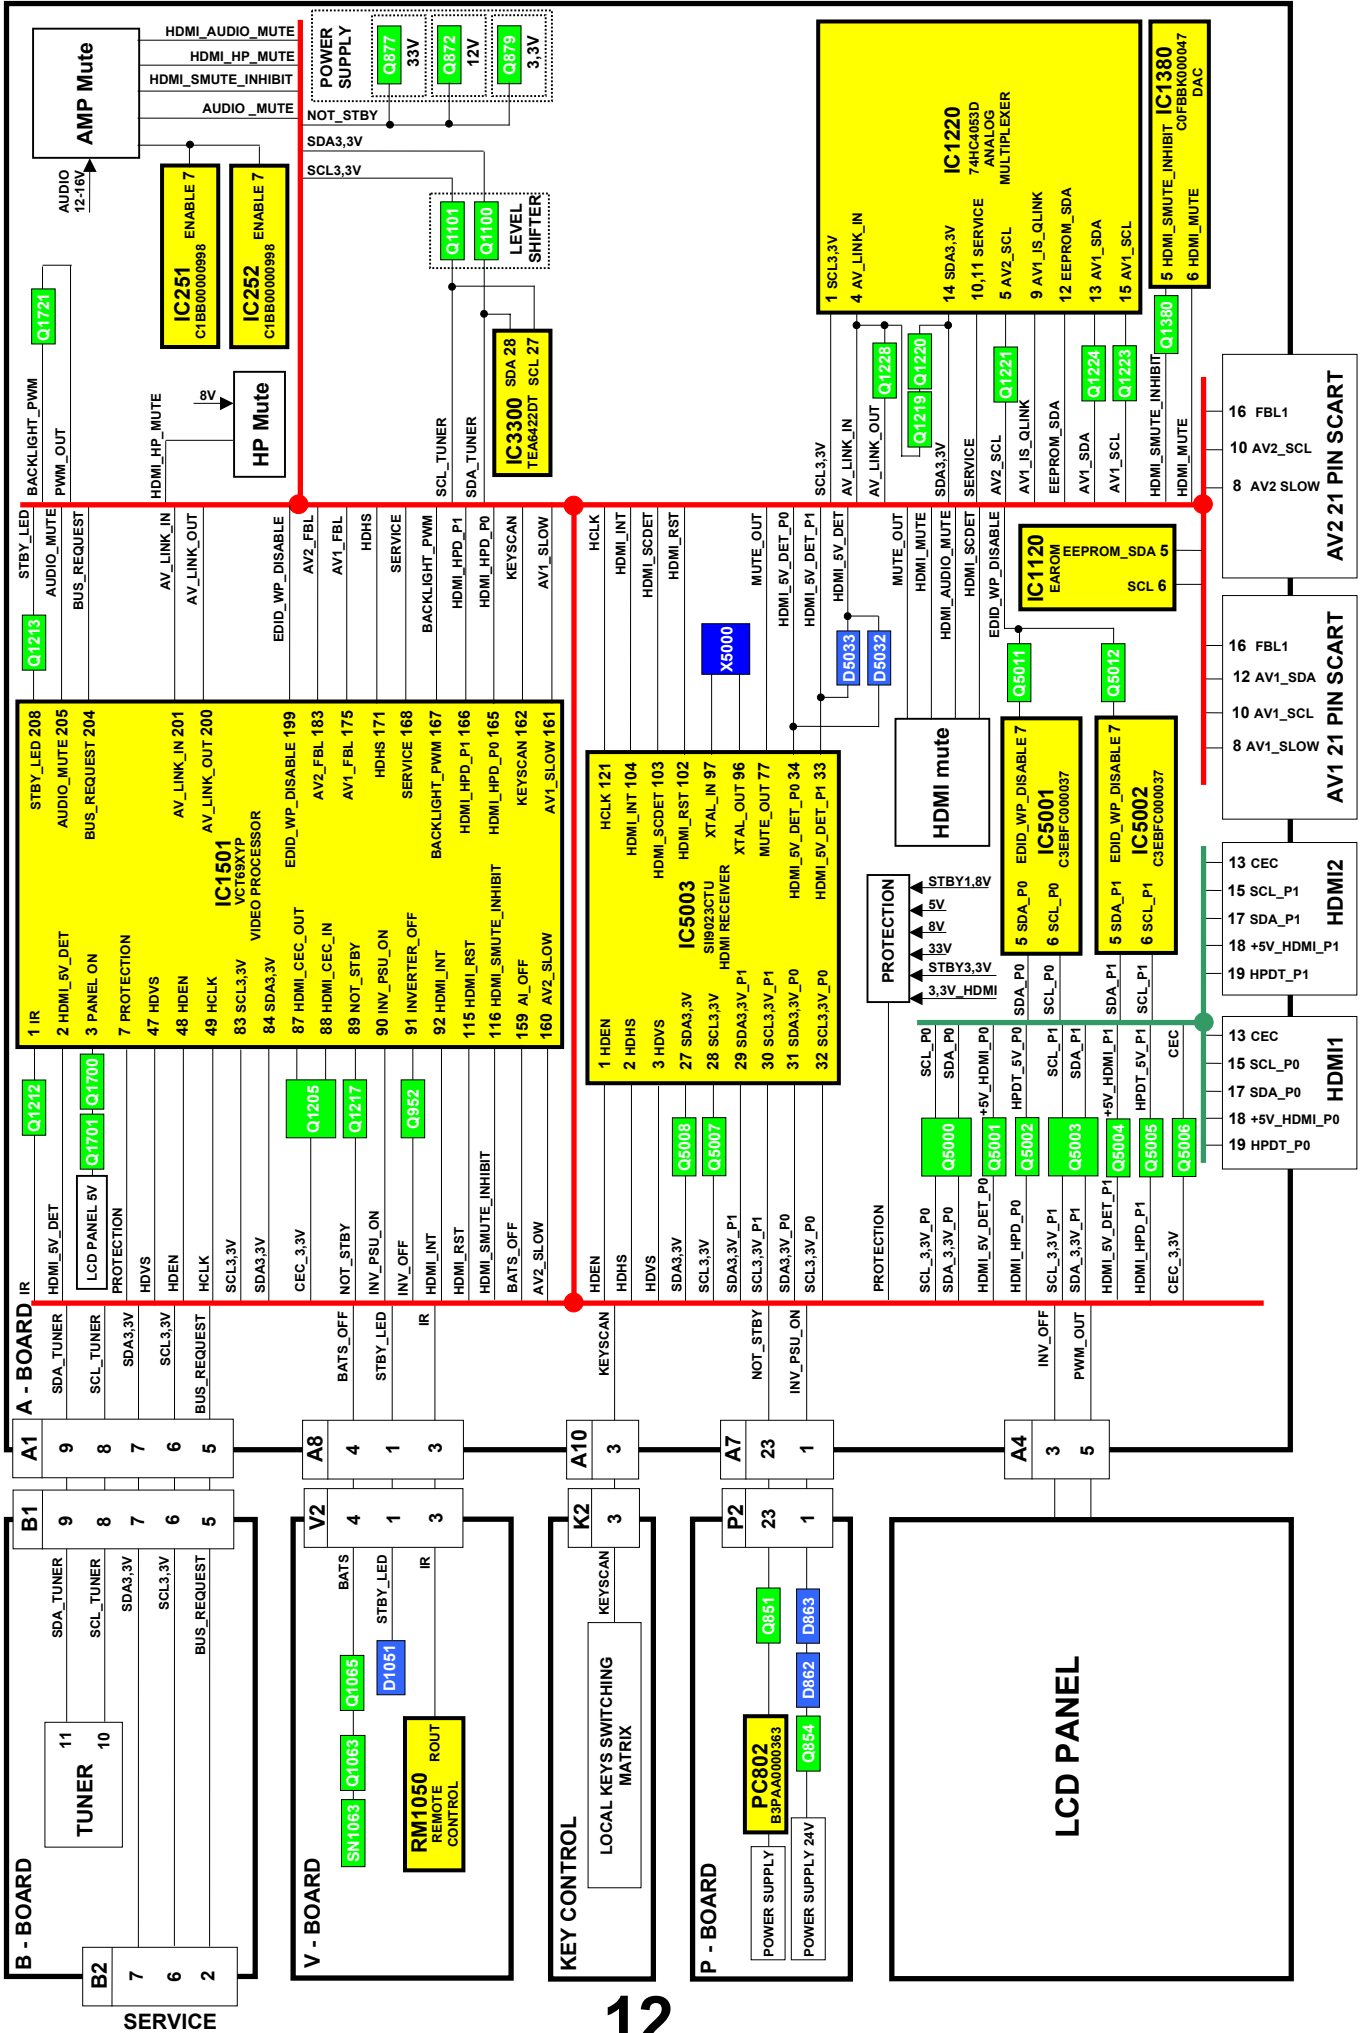 A - BOARD
AMP Mute
AUDIO
12-16V
HDMI_AUDIO_MUTE
HDMI_HP_MUTE
HDMI_SMUTE_INHIBIT
AUDIO _MUTE
IC251
C1BB00000998
ENABLE 7
IC252
C1BB00000998
ENABLE 7
POWER
SUPPLY
Q877
33V
Q872
12V
Q879
3,3V
NOT_STBY
SDA3,3V
SCL3,3V
Q1101
Q1100
LEVEL
SHIFTER
IC3300
TEA6422DT
SDA 28
SCL 27
SCL_TUNER
SDA_TUNER
HP Mute
8V
HDMI_HP_MUTE
Q1721
BACKLIGHT_PWM
PWM_OUT
IC1220
74HC4053D
ANALOG
MULTIPLEXER
1 SCL3,3V
4 AV_LINK_IN
14 SDA3,3V
10,11 SERVICE
5 AV2_SCL
9 AV1_IS_QLINK
12 EEPROM_SDA
13 AV1_SDA
15 AV1_SCL
IC1380
C0FBBK000047
DAC
5 HDMI_SMUTE_INHIBIT
6 HDMI_MUTE
Q1228
Q1220
Q1219
Q1221
Q1224
Q1223
Q1380
SCL3,3V
AV_LINK_IN
AV_LINK_OUT
SDA3,3V
SERVICE
AV2_SCL
AV1_IS_QLINK
EEPROM_SDA
AV1_SDA
AV1_SCL
HDMI_SMUTE_INHIBIT
HDMI_MUTE
STBY_LED
AUDIO_MUTE
BUS_REQUEST
AV_LINK_IN
AV_LINK_OUT
EDID_WP_DISABLE
AV2_FBL
AV1_FBL
HDHS
SERVICE
BACKLIGHT_PWM
HDMI_HPD_P1
HDMI_HPD_P0
KEYSCAN
AV1_SLOW
Q1213
IC1501
VCT69XYP
VIDEO PROCESSOR
STBY_LED 208
AUDIO_MUTE 205
BUS_REQUEST 204
AV_LINK_IN 201
AV_LINK_OUT 200
EDID_WP_DISABLE 199
AV2_FBL 183
AV1_FBL 175
HDHS 171
SERVICE 168
BACKLIGHT_PWM 167
HDMI_HPD_P1 166
HDMI_HPD_P0 165
KEYSCAN 162
AV1_SLOW 161
1 IR
2 HDMI_5V_DET
3 PANEL ON
7 PROTECTION
47 HDVS
48 HDEN
49 HCLK
83 SCL3,3V
84 SDA3,3V
87 HDMI_CEC_OUT
88 HDMI_CEC_IN
89 NOT_STBY
90 INV_PSU_ON
91 INVERTER_OFF
92 HDMI_INT
115 HDMI_RST
116 HDMI_SMUTE_INHIBIT
159 AI_OFF
160 AV2_SLOW
Q1212
Q1701
Q1700
Q1205
Q1217
Q952
LCD PANEL 5V
IR
HDMI_5V_DET
PROTECTION
HDVS
HDEN
HCLK
SCL3,3V
SDA3,3V
CEC_3,3V
NOT_STBY
INV_PSU_ON
INV_OFF
HDMI_INT
HDMI_RST
HDMI_SMUTE_INHIBIT
BATS_OFF
AV2_SLOW
HCLK
HDMI_INT
HDMI_SCDET
HDMI_RST
MUTE_OUT
HDMI_5V_DET_P0
HDMI_5V_DET_P1
HDMI_5V_DET
X5000
D5033
D5032
IC5003
SII9023CTU
HDMI RECEIVER
HCLK 121
HDMI_INT 104
HDMI_SCDET 103
HDMI_RST 102
XTAL_IN 97
XTAL_OUT 96
MUTE_OUT 77
HDMI_5V_DET_P0 34
HDMI_5V_DET_P1 33
1 HDEN
2 HDHS
3 HDVS
27 SDA3,3V
28 SCL3,3V
29 SDA3,3V_P1
30 SCL3,3V_P1
31 SDA3,3V_P0
32 SCL3,3V_P0
Q5008
Q5007
HDEN
HDHS
HDVS
SDA3,3V
SCL3,3V
SDA3,3V_P1
SCL3,3V_P1
SDA3,3V_P0
SCL3,3V_P0
MUTE_OUT
HDMI_MUTE
HDMI_AUDIO_MUTE
HDMI_SCDET
EDID_WP_DISABLE
HDMI mute
IC1120
EAROM
EEPROM_SDA 5
SCL 6
Q5011
Q5012
IC5001
C3EBFC000037
EDID_WP_DISABLE 7
5 SDA_P0
6 SCL_P0
IC5002
C3EBFC000037
EDID_WP_DISABLE 7
5 SDA_P1
6 SCL_P1
PROTECTION
STBY1,8V
5V
8V
33V
STBY3,3V
3,3V_HDMI
SDA_P0
SCL_P0
SDA_P1
SCL_P1
SCL_P0
SDA_P0
+5V_HDMI_P0
HPDT_5V_P0
SCL_P1
SDA_P1
+5V_HDMI_P1
HPDT_5V_P1
CEC
Q5000
Q5001
Q5002
Q5003
Q5004
Q5005
Q5006
PROTECTION
SCL_3,3V_P0
SDA_3,3V_P0
HDMI_5V_DET_P0
HDMI_HPD_P0
SCL_3,3V_P1
SDA_3,3V_P1
HDMI_5V_DET_P1
HDMI_HPD_P1
CEC_3,3V
AV2 21 PIN SCART
16 FBL1
10 AV2_SCL
8 AV2 SLOW
AV1 21 PIN SCART
16 FBL1
12 AV1_SDA
10 AV1_SCL
8 AV1_SLOW
HDMI2
13 CEC
15 SCL_P1
17 SDA_P1
18 +5V_HDMI_P1
19 HPDT_P1
HDMI1
13 CEC
15 SCL_P0
17 SDA_P0
18 +5V_HDMI_P0
19 HPDT_P0
SDA_TUNER
SCL_TUNER
SDA3,3V
SCL3,3V
BUS_REQUEST
BATS_OFF
STBY_LED
IR
KEYSCAN
NOT_STBY
INV_PSU_ON
INV_OFF
PWM_OUT
A1
9
8
7
6
5
A8
4
1
3
A10
3
A7
23
1
A4
3
5
B1
9
8
7
6
5
V2
4
1
3
K2
3
P2
23
1
B - BOARD
SDA_TUNER
SCL_TUNER
SDA3,3V
SCL3,3V
BUS_REQUEST
TUNER
11
10
B2
7
6
2
SERVICE
V - BOARD
BATS
STBY_LED
IR
Q1065
Q1063
SN1063
D1051
RM1050
REMOTE
CONTROL
ROUT
KEY CONTROL
KEYSCAN
LOCAL KEYS SWITCHING
MATRIX
P - BOARD
Q851
D863
D862
Q854
PC802
B3PAA0000363
POWER SUPPLY
POWER SUPPLY 24V
LCD PANEL
12